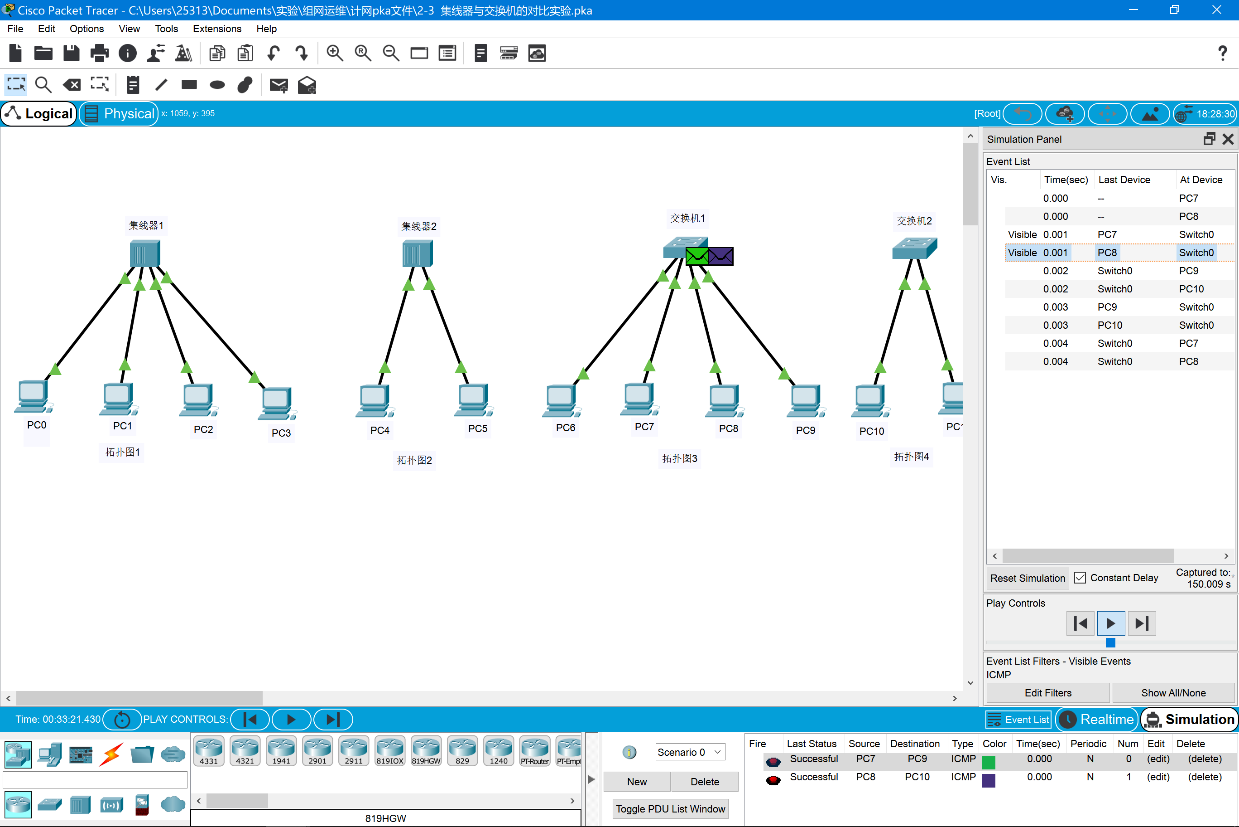 Cisco Packet Tracer - C:\Users\25313\Documents\实验\组网运维\计网pka文件\2-3 集线器与交换机的对比实验.pka
File Edit Options View Tools Extensions Help
?
Logical Physical x: 1059, y: 395 [Root] 18:28:30
Simulation Panel
Event List
Vis. Time(sec) Last Device At Device
0.000 -- PC7
0.000 -- PC8
Visible 0.001 PC7 Switch0
Visible 0.001 PC8 Switch0
0.002 Switch0 PC9
0.002 Switch0 PC10
0.003 PC9 Switch0
0.003 PC10 Switch0
0.004 Switch0 PC7
0.004 Switch0 PC8
集线器1 集线器2 交换机1 交换机2
PC0 PC1 PC2 PC3 PC4 PC5 PC6 PC7 PC8 PC9 PC10
拓扑图1 拓扑图2 拓扑图3 拓扑图4
Reset Simulation Constant Delay Captured to:
150.009 s
Play Controls
Event List Filters - Visible Events
ICMP
Edit Filters Show All/None
Time: 00:33:21.430 PLAY CONTROLS: Event List Realtime Simulation
4331 4321 1941 2901 2911 819IOX 819HGW 829 1240 PT-Router PT-Empt
819HGW
Scenario 0
New Delete
Toggle PDU List Window
Fire Last Status Source Destination Type Color Time(sec) Periodic Num Edit Delete
Successful PC7 PC9 ICMP 0.000 N 0 (edit) (delete)
Successful PC8 PC10 ICMP 0.000 N 1 (edit) (delete)